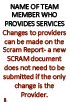 NAME OF TEAM
MEMBER WHO
PROVIDES SERVICES
Changes to providers
can be made on the
Scram Report- a new
SCRAM document
does not need to be
submitted if the only
change is the
Provider.